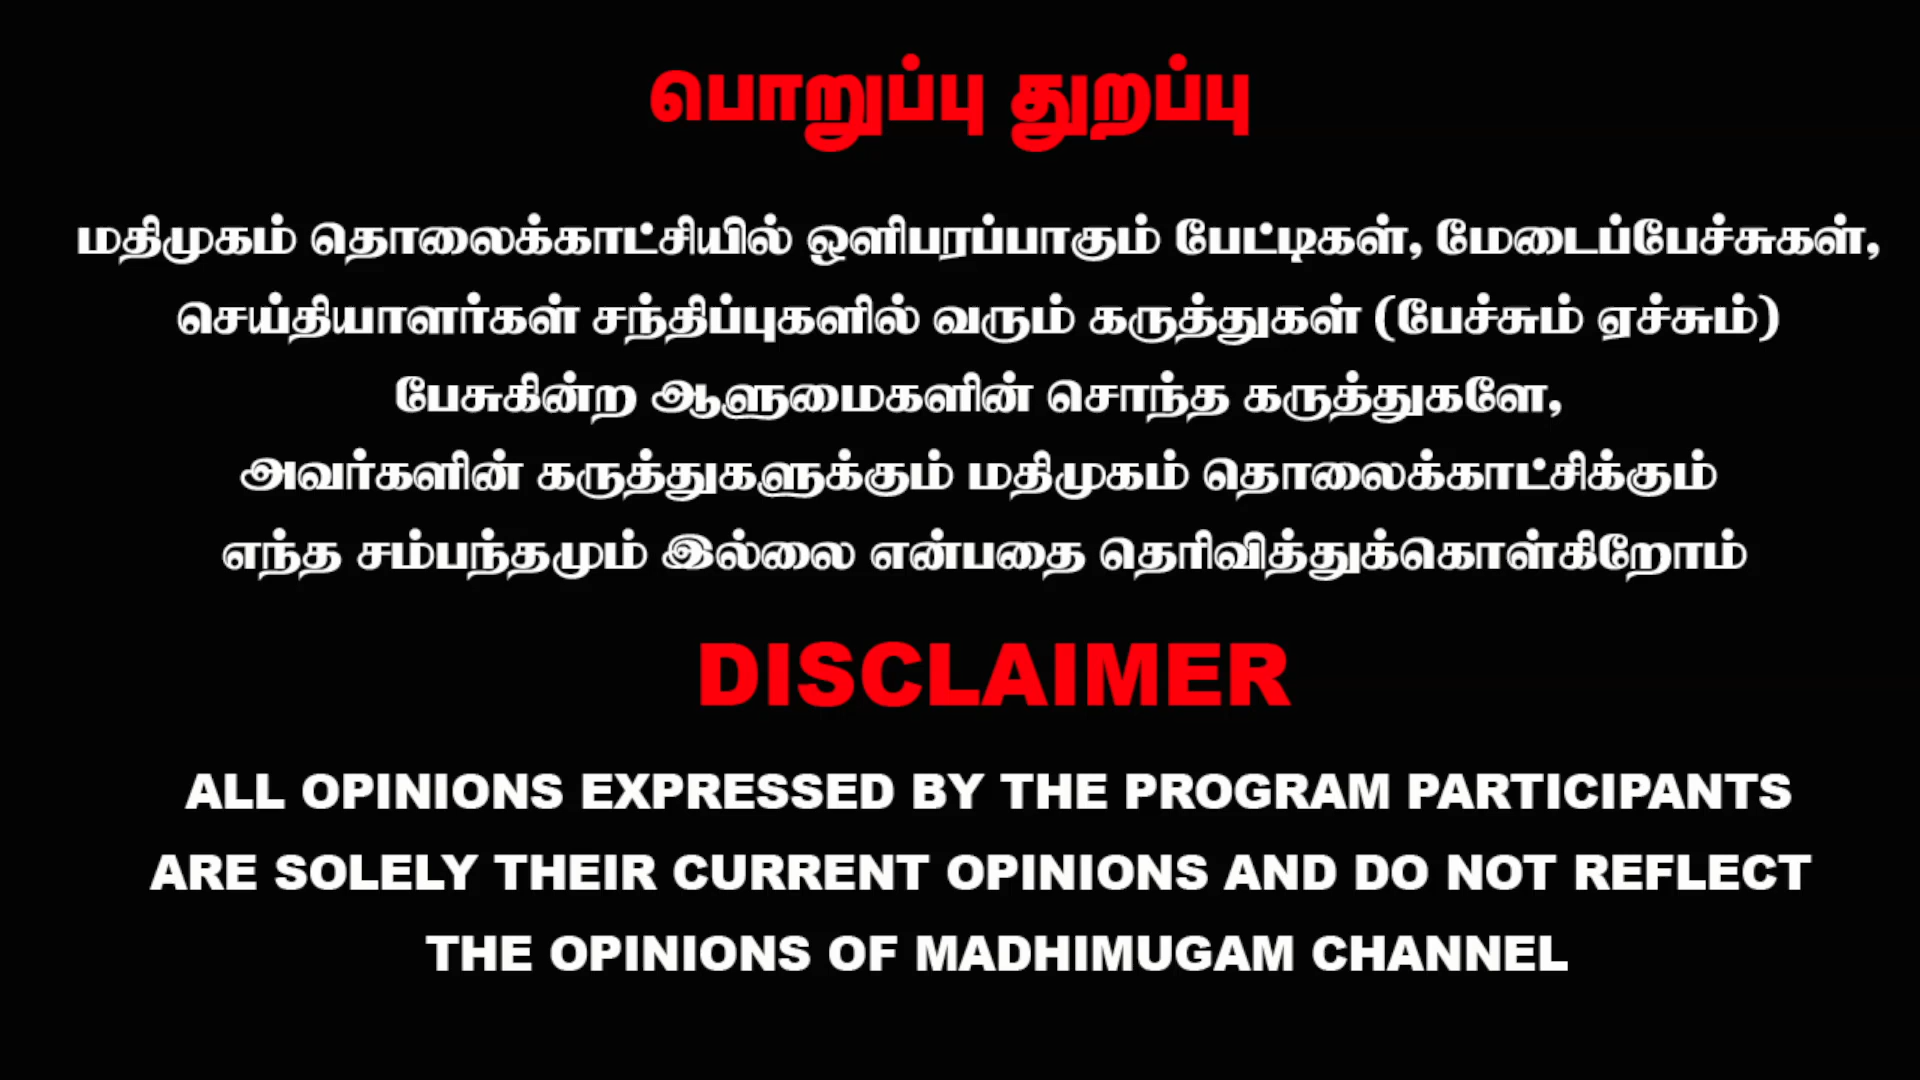 பொறுப்பு துறப்பு
மதிமுகம் தொலைக்காட்சியில் ஒளிபரப்பாகும் பேட்டிகள், மேடைப்பேச்சுகள்,
செய்தியாளர்கள் சந்திப்புகளில் வரும் கருத்துகள் (பேச்சும் ஏச்சும்)
பேசுகின்ற ஆளுமைகளின் சொந்த கருத்துகளே,
அவர்களின் கருத்துகளுக்கும் மதிமுகம் தொலைக்காட்சிக்கும்
எந்த சம்பந்தமும் இல்லை என்பதை தெரிவித்துக்கொள்கிறோம்
DISCLAIMER
ALL OPINIONS EXPRESSED BY THE PROGRAM PARTICIPANTS
ARE SOLELY THEIR CURRENT OPINIONS AND DO NOT REFLECT
THE OPINIONS OF MADHIMUGAM CHANNEL